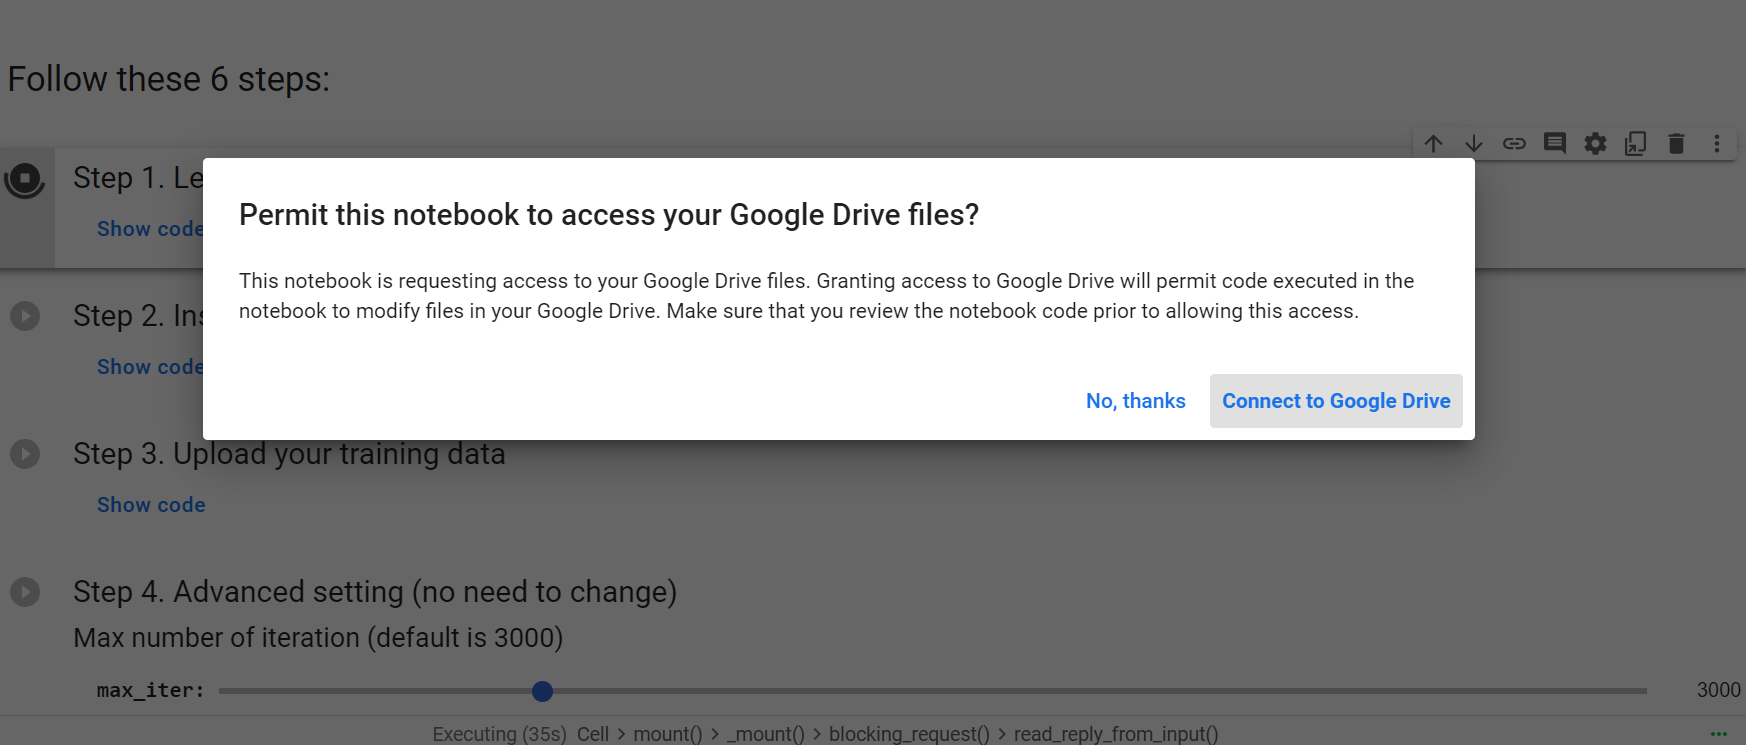 Follow these 6 steps:
Step 1. Le
Show code
Permit this notebook to access your Google Drive files?
This notebook is requesting access to your Google Drive files. Granting access to Google Drive will permit code executed in the
notebook to modify files in your Google Drive. Make sure that you review the notebook code prior to allowing this access.
No, thanks
Connect to Google Drive
Step 2. Ins
Show code
Step 3. Upload your training data
Show code
Step 4. Advanced setting (no need to change)
Max number of iteration (default is 3000)
max_iter: 3000
Executing (35s) Cell > mount() > _mount() > blocking_request() > read_reply_from_input()